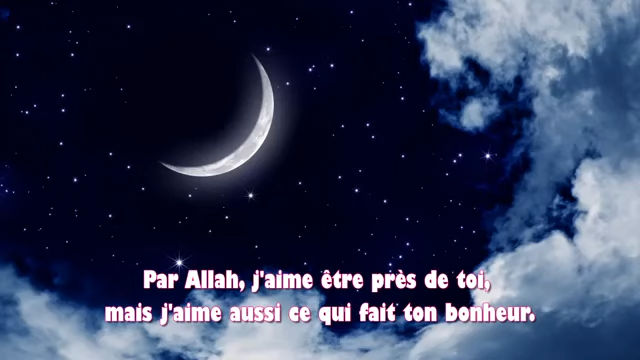 Par Allah, j'aime être près de toi,
mais j'aime aussi ce qui fait ton bonheur.